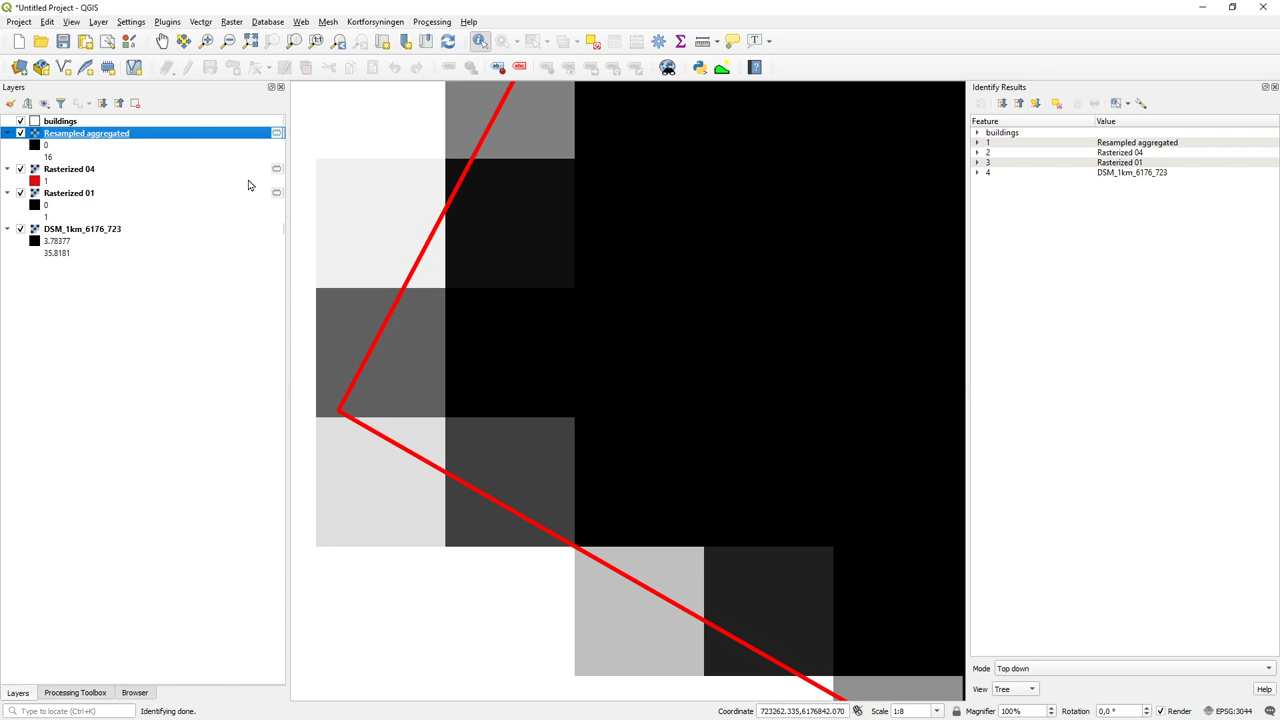 *Untitled Project - QGIS
Project Edit View Layer Settings Plugins Vector Raster Database Web Mesh Kortforsyningen Processing Help
Layers
buildings
Resampled aggregated
0
16
Rasterized 04
1
Rasterized 01
0
1
DSM_1km_6176_723
3.78377
35.8181
Layers Processing Toolbox Browser
Identify Results
Feature Value
buildings
1 Resampled aggregated
2 Rasterized 04
3 Rasterized 01
4 DSM_1km_6176_723
Mode Top down
View Tree Help
Type to locate (Ctrl+K) Identifying done. Coordinate 723262.335,6176842.070 Scale 1:8 Magnifier 100% Rotation 0,0 ° Render EPSG:3044